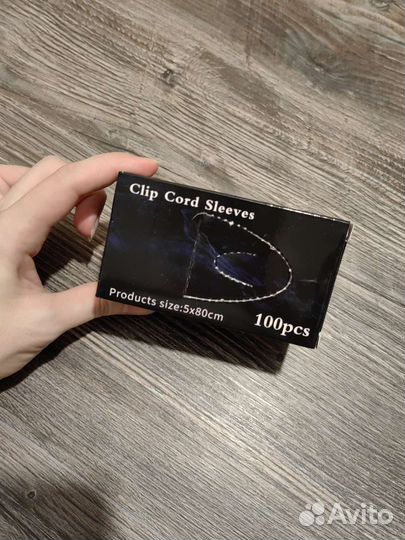 Clip Cord Sleeves
Products size:5x80cm
100pcs
Avito